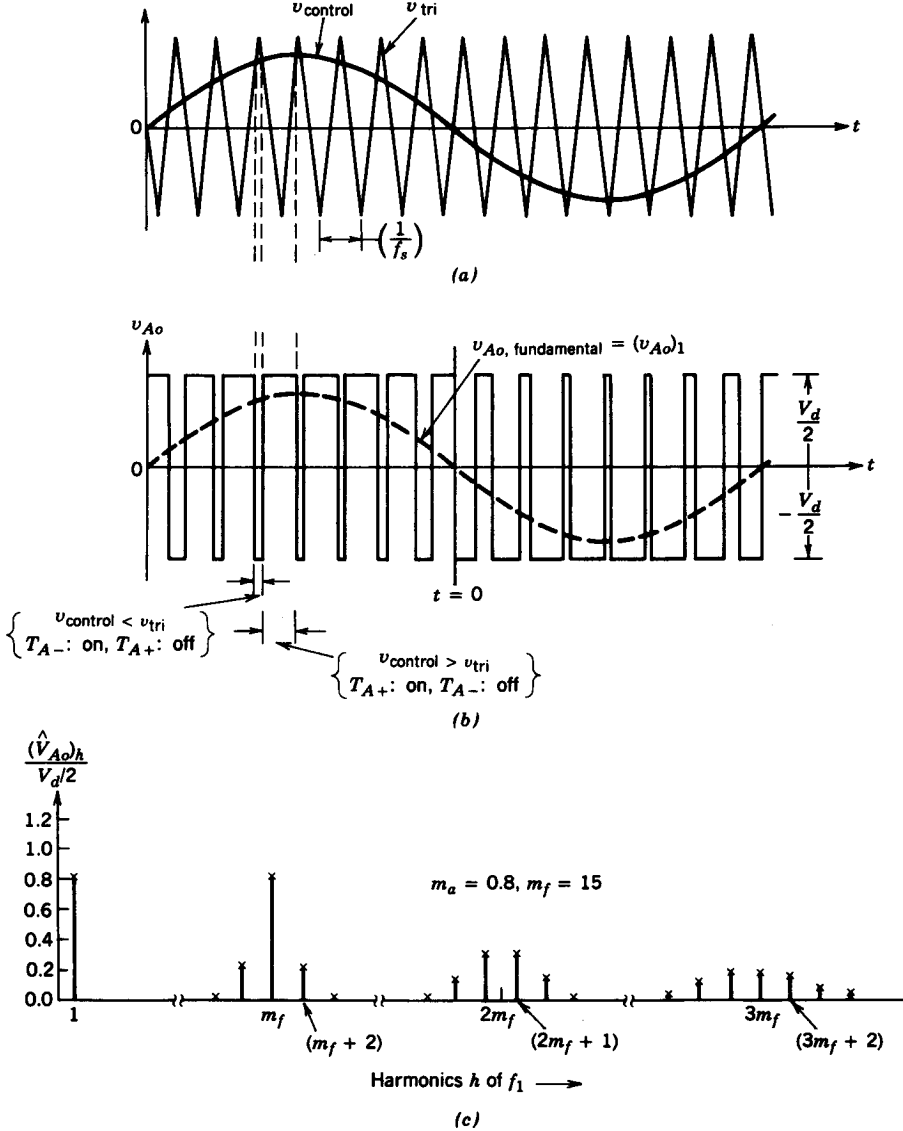 v_control
v_tri
0
t
(1/f_s)
(a)
v_Ao
v_Ao, fundamental = (v_Ao)_1
0
t
V_d/2
-V_d/2
t = 0
v_control < v_tri
T_A−: on, T_A+: off
v_control > v_tri
T_A+: on, T_A−: off
(b)
(V̂_Ao)_h
V_d/2
1.2
1.0
0.8
0.6
0.4
0.2
0.0
m_a = 0.8, m_f = 15
1
m_f
2m_f
3m_f
(m_f + 2)
(2m_f + 1)
(3m_f + 2)
Harmonics h of f_1
(c)